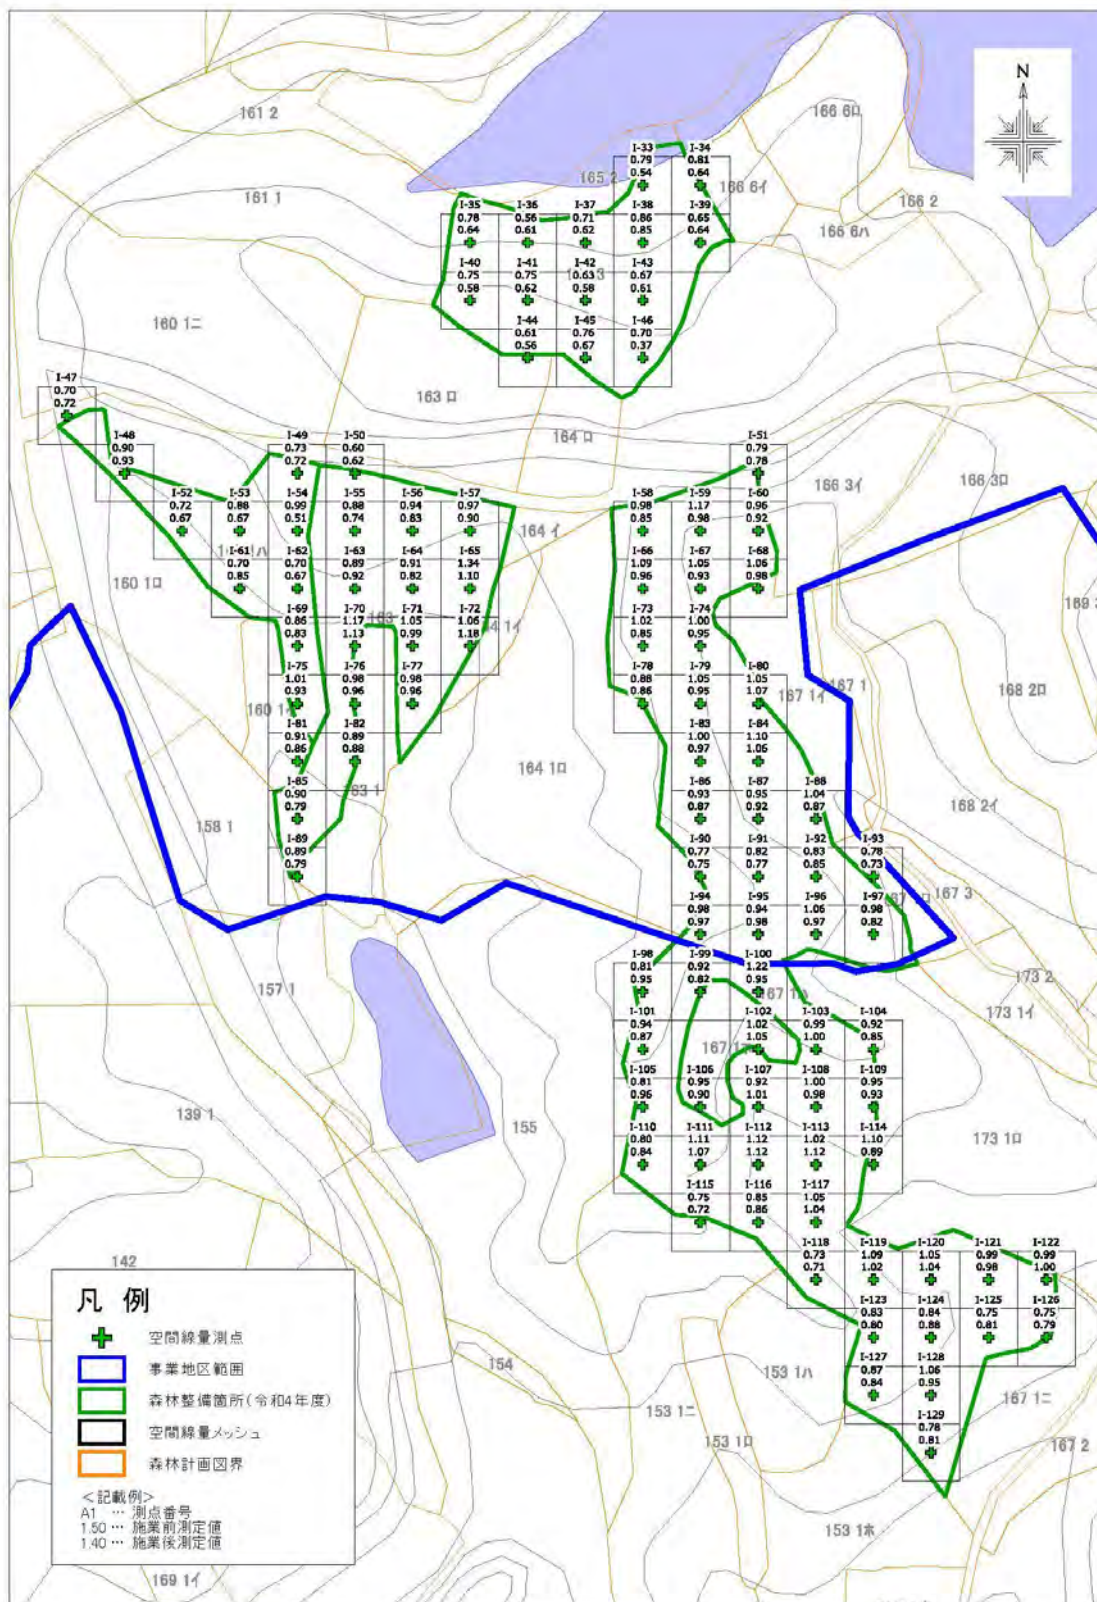 N
161 2
166 6ロ
I-33
0.79
0.54
I-34
0.81
0.64
165 2
166 6イ
161 1
166 2
166 6ハ
I-35
0.78
0.64
I-36
0.56
0.61
I-37
0.71
0.62
I-38
0.86
0.85
I-39
0.65
0.64
I-40
0.75
0.58
I-41
0.75
0.62
I-42
0.63
0.58
I-43
0.67
0.61
160 1ニ
I-44
0.61
0.56
I-45
0.76
0.67
I-46
0.70
0.37
I-47
0.70
0.72
163 ロ
164 ロ
I-48
0.90
0.93
I-49
0.73
0.72
I-50
0.60
0.62
I-51
0.79
0.78
166 3イ
166 3ロ
I-52
0.72
0.67
I-53
0.88
0.67
I-54
0.99
0.51
I-55
0.88
0.74
I-56
0.94
0.83
I-57
0.97
0.90
164 イ
I-58
0.98
0.85
I-59
1.17
0.98
I-60
0.96
0.92
160 1ロ
I-61
0.70
0.85
I-62
0.70
0.67
I-63
0.89
0.92
I-64
0.91
0.82
I-65
1.34
1.10
I-66
1.09
0.96
I-67
1.05
0.93
I-68
1.06
0.98
I-69
0.86
0.83
I-70
1.17
1.13
I-71
1.05
0.99
I-72
1.06
1.18
I-73
1.02
0.85
I-74
1.00
0.95
I-75
1.01
0.93
I-76
0.98
0.96
I-77
0.98
0.96
I-78
0.88
0.86
I-79
1.05
0.95
I-80
1.05
1.07
167 1イ
167 1
168 2ロ
I-81
0.91
0.86
I-82
0.89
0.88
I-83
1.00
0.97
I-84
1.10
1.06
164 1ロ
163 1
I-85
0.90
0.79
I-86
0.93
0.87
I-87
0.95
0.92
I-88
1.04
0.87
168 2イ
158 1
I-89
0.89
0.79
I-90
0.77
0.75
I-91
0.82
0.77
I-92
0.83
0.85
I-93
0.78
0.73
167 3
I-94
0.98
0.97
I-95
0.94
0.98
I-96
1.06
0.97
I-97
0.98
0.82
I-98
0.81
0.95
I-99
0.92
0.82
I-100
1.22
0.95
173 2
173 1イ
157 1
167 1ハ
I-101
0.94
0.87
I-102
1.02
1.05
I-103
0.99
1.00
I-104
0.92
0.85
I-105
0.81
0.96
I-106
0.95
0.90
I-107
0.92
1.01
I-108
1.00
0.98
I-109
0.95
0.93
139 1
155
173 1ロ
I-110
0.80
0.84
I-111
1.11
1.07
I-112
1.12
1.12
I-113
1.02
1.12
I-114
1.10
0.89
I-115
0.75
0.72
I-116
0.85
0.86
I-117
1.05
1.04
142
I-118
0.73
0.71
I-119
1.09
1.02
I-120
1.05
1.04
I-121
0.99
0.98
I-122
0.99
1.00
I-123
0.83
0.80
I-124
0.84
0.88
I-125
0.75
0.81
I-126
0.75
0.79
154
153 1ハ
I-127
0.87
0.84
I-128
1.06
0.95
167 1ニ
153 1ニ
153 1ロ
I-129
0.78
0.81
167 2
153 1ホ
169 1イ
凡 例
空間線量測点
事業地区範囲
森林整備箇所(令和4年度)
空間線量メッシュ
森林計画図界
<記載例>
A1 … 測点番号
1.50 … 施業前測定値
1.40 … 施業後測定値